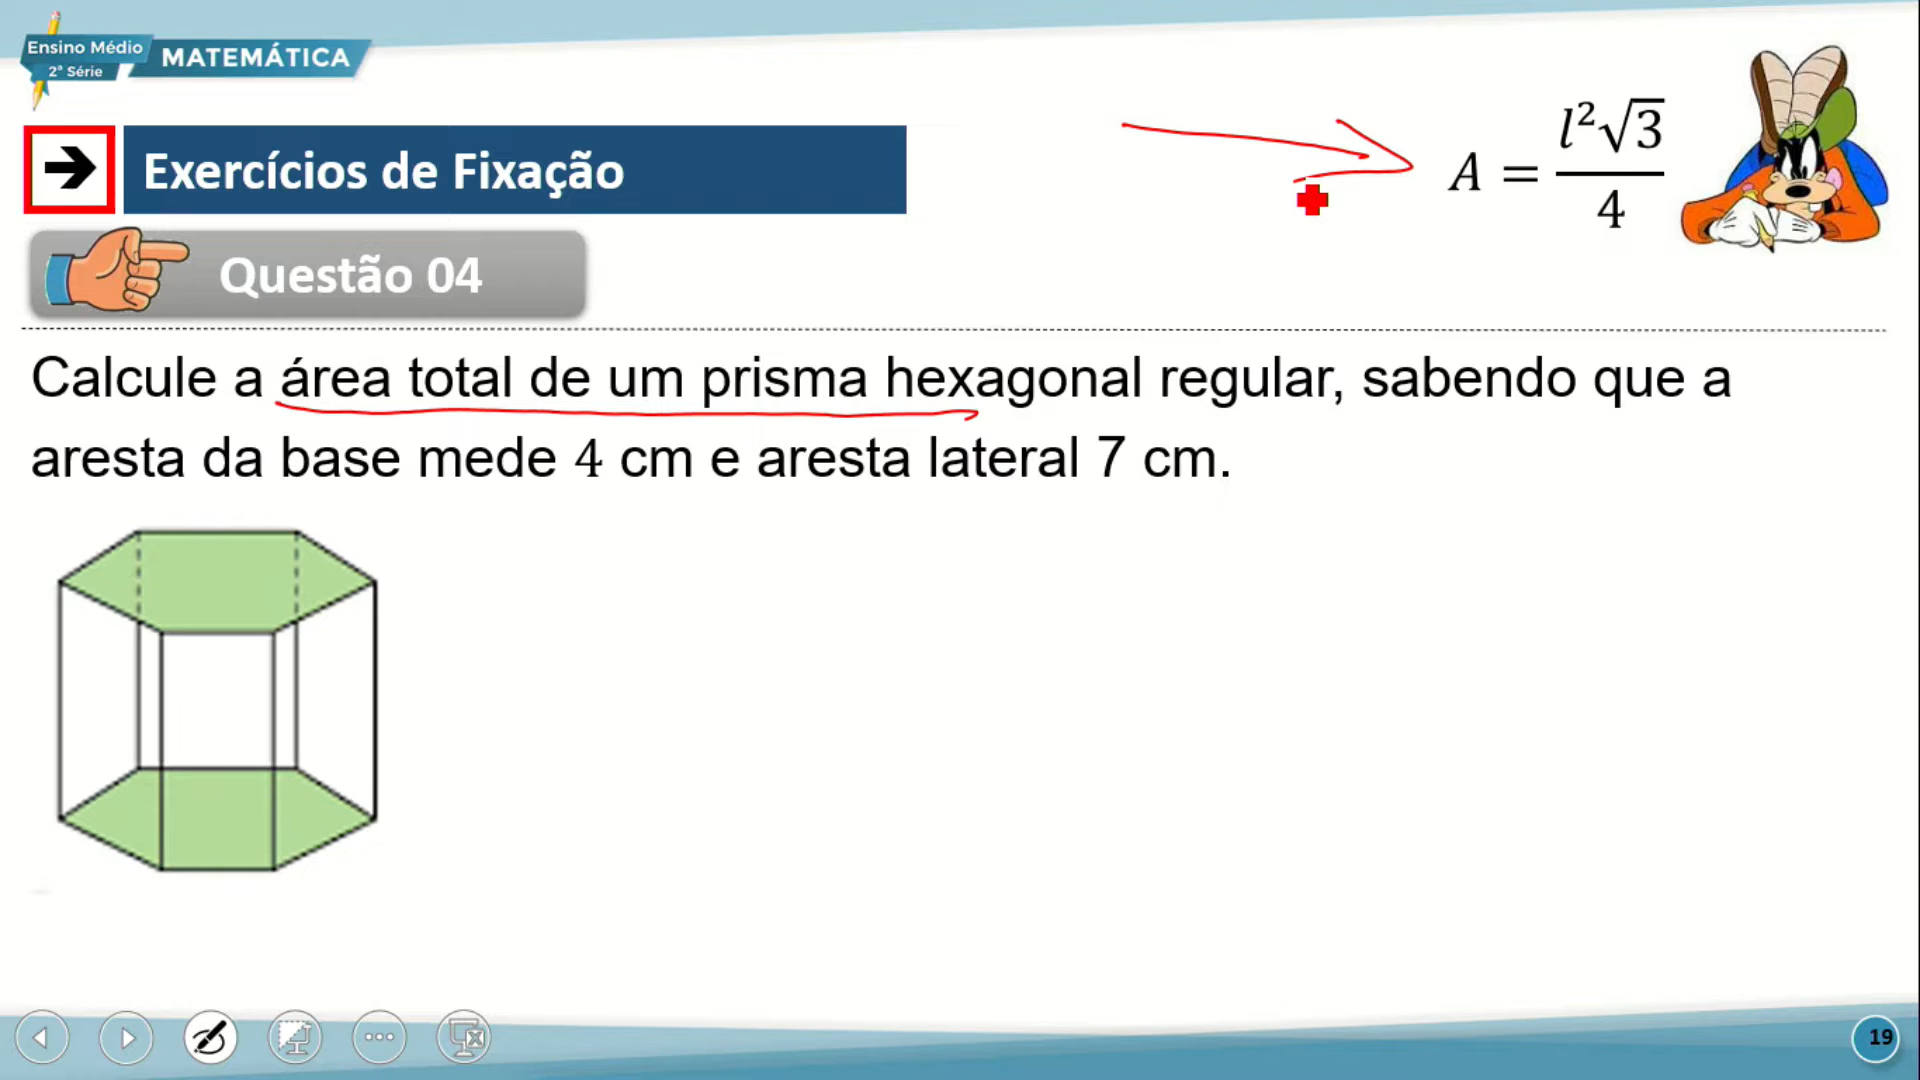 Ensino Médio
2ª Série
MATEMÁTICA
A = l²√3 / 4
Exercícios de Fixação
Questão 04
Calcule a área total de um prisma hexagonal regular, sabendo que a
aresta da base mede 4 cm e aresta lateral 7 cm.
19